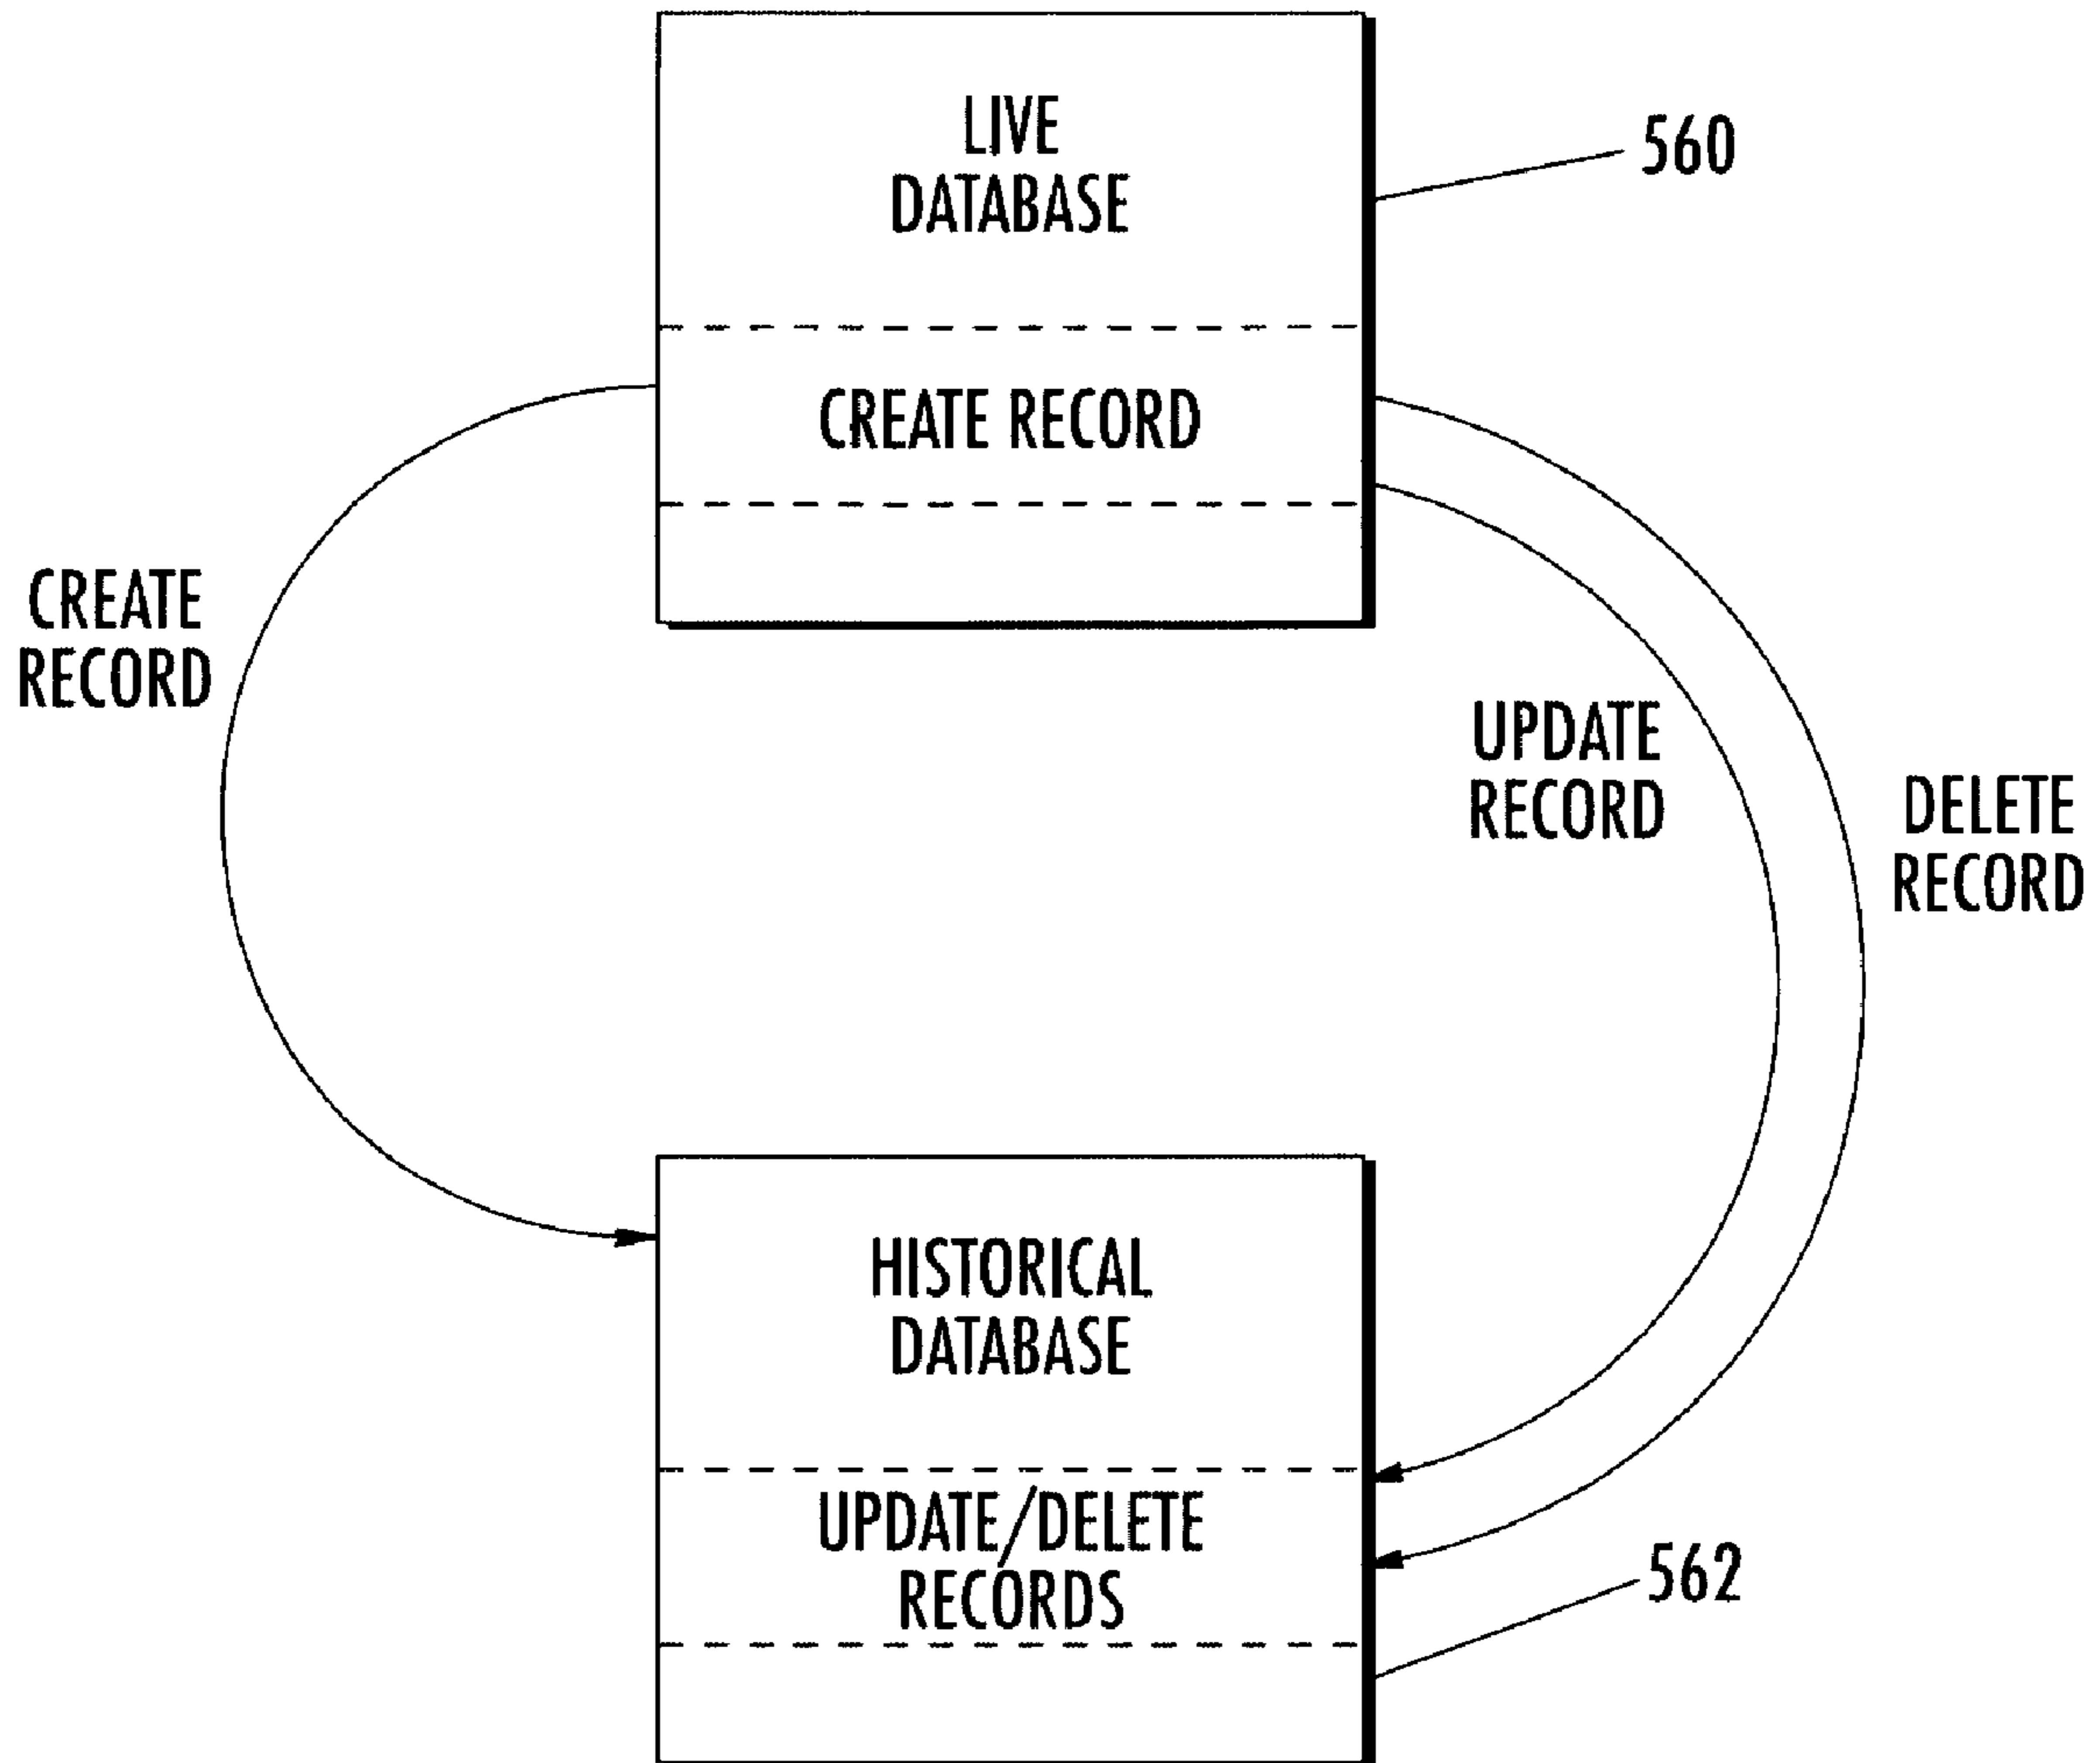 LIVE
DATABASE
560
CREATE RECORD
CREATE
RECORD
UPDATE
RECORD
DELETE
RECORD
HISTORICAL
DATABASE
UPDATE/DELETE
RECORDS
562